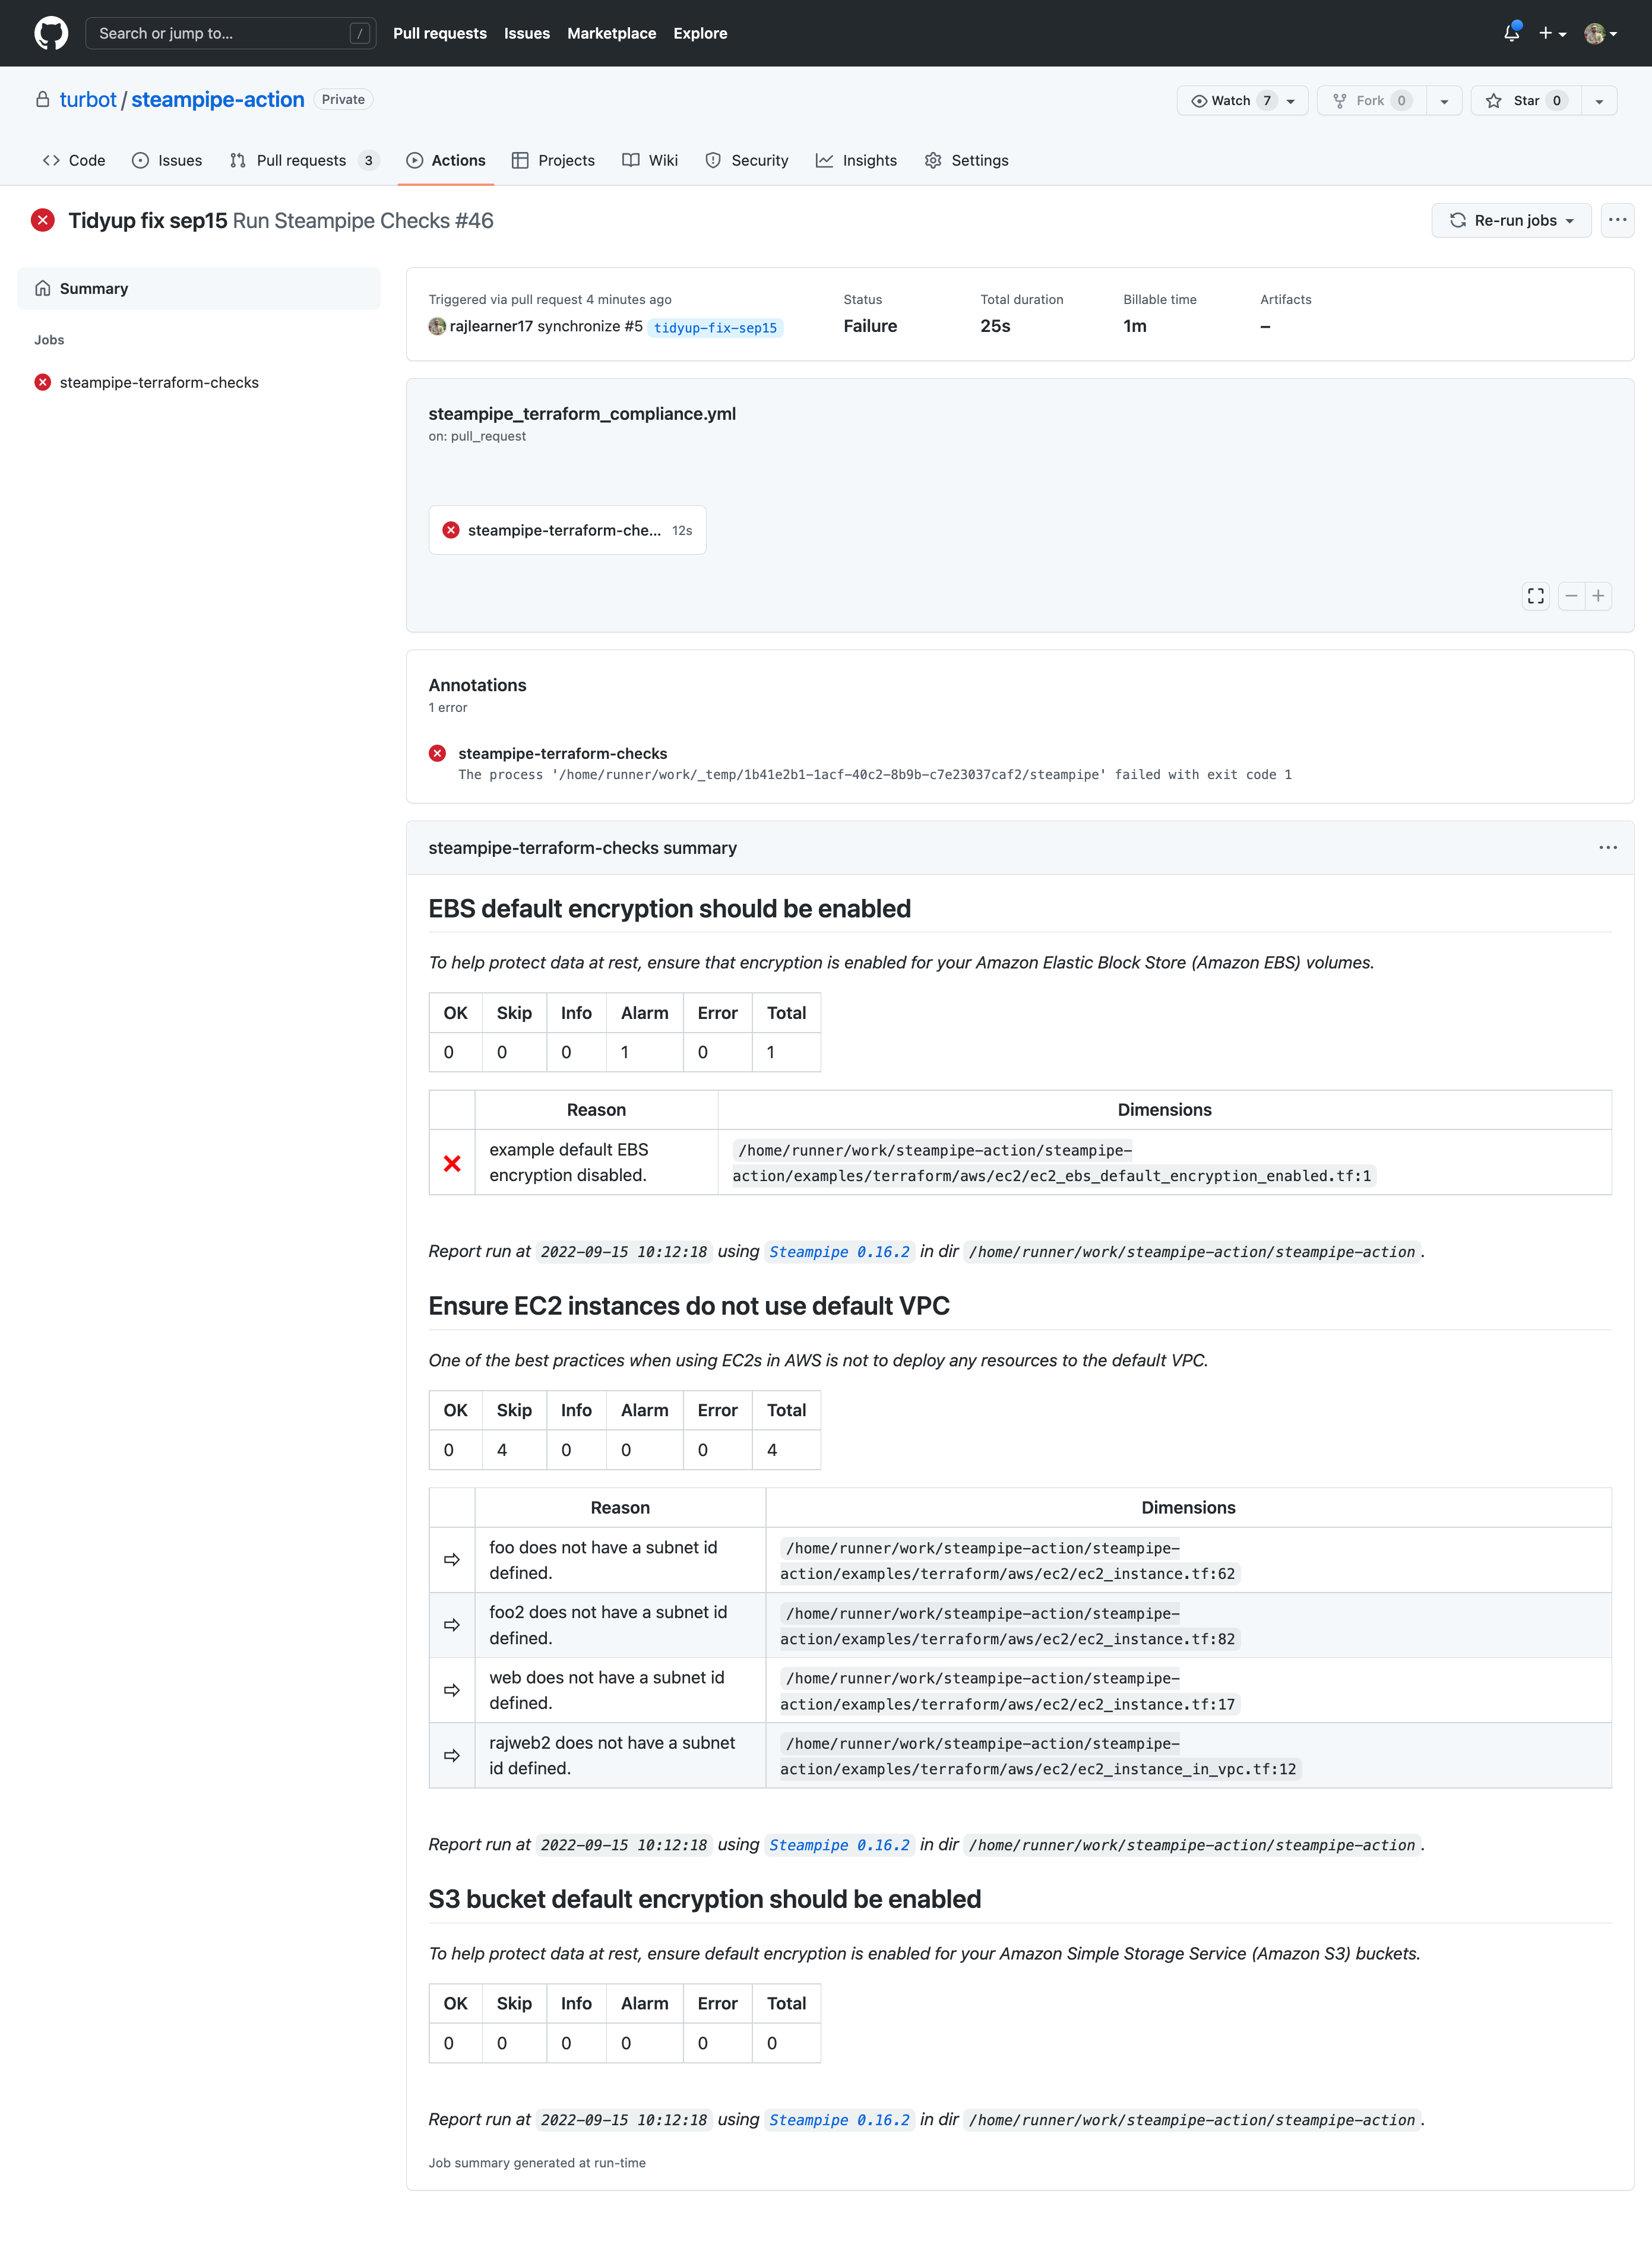 Search or jump to... /
Pull requests Issues Marketplace Explore
turbot / steampipe-action Private
Watch 7 Fork 0 Star 0
Code Issues Pull requests 3 Actions Projects Wiki Security Insights Settings
Tidyup fix sep15 Run Steampipe Checks #46
Re-run jobs
Summary
Jobs
steampipe-terraform-checks
Triggered via pull request 4 minutes ago
rajlearner17 synchronize #5 tidyup-fix-sep15
Status
Failure
Total duration
25s
Billable time
1m
Artifacts
–
steampipe_terraform_compliance.yml
on: pull_request
steampipe-terraform-che... 12s
Annotations
1 error
steampipe-terraform-checks
The process '/home/runner/work/_temp/1b41e2b1-1acf-40c2-8b9b-c7e23037caf2/steampipe' failed with exit code 1
steampipe-terraform-checks summary
EBS default encryption should be enabled
To help protect data at rest, ensure that encryption is enabled for your Amazon Elastic Block Store (Amazon EBS) volumes.
OK Skip Info Alarm Error Total
0 0 0 1 0 1
Reason Dimensions
example default EBS
encryption disabled.
/home/runner/work/steampipe-action/steampipe-
action/examples/terraform/aws/ec2/ec2_ebs_default_encryption_enabled.tf:1
Report run at 2022-09-15 10:12:18 using Steampipe 0.16.2 in dir /home/runner/work/steampipe-action/steampipe-action.
Ensure EC2 instances do not use default VPC
One of the best practices when using EC2s in AWS is not to deploy any resources to the default VPC.
OK Skip Info Alarm Error Total
0 4 0 0 0 4
Reason Dimensions
foo does not have a subnet id
defined.
/home/runner/work/steampipe-action/steampipe-
action/examples/terraform/aws/ec2/ec2_instance.tf:62
foo2 does not have a subnet id
defined.
/home/runner/work/steampipe-action/steampipe-
action/examples/terraform/aws/ec2/ec2_instance.tf:82
web does not have a subnet id
defined.
/home/runner/work/steampipe-action/steampipe-
action/examples/terraform/aws/ec2/ec2_instance.tf:17
rajweb2 does not have a subnet
id defined.
/home/runner/work/steampipe-action/steampipe-
action/examples/terraform/aws/ec2/ec2_instance_in_vpc.tf:12
Report run at 2022-09-15 10:12:18 using Steampipe 0.16.2 in dir /home/runner/work/steampipe-action/steampipe-action.
S3 bucket default encryption should be enabled
To help protect data at rest, ensure default encryption is enabled for your Amazon Simple Storage Service (Amazon S3) buckets.
OK Skip Info Alarm Error Total
0 0 0 0 0 0
Report run at 2022-09-15 10:12:18 using Steampipe 0.16.2 in dir /home/runner/work/steampipe-action/steampipe-action.
Job summary generated at run-time